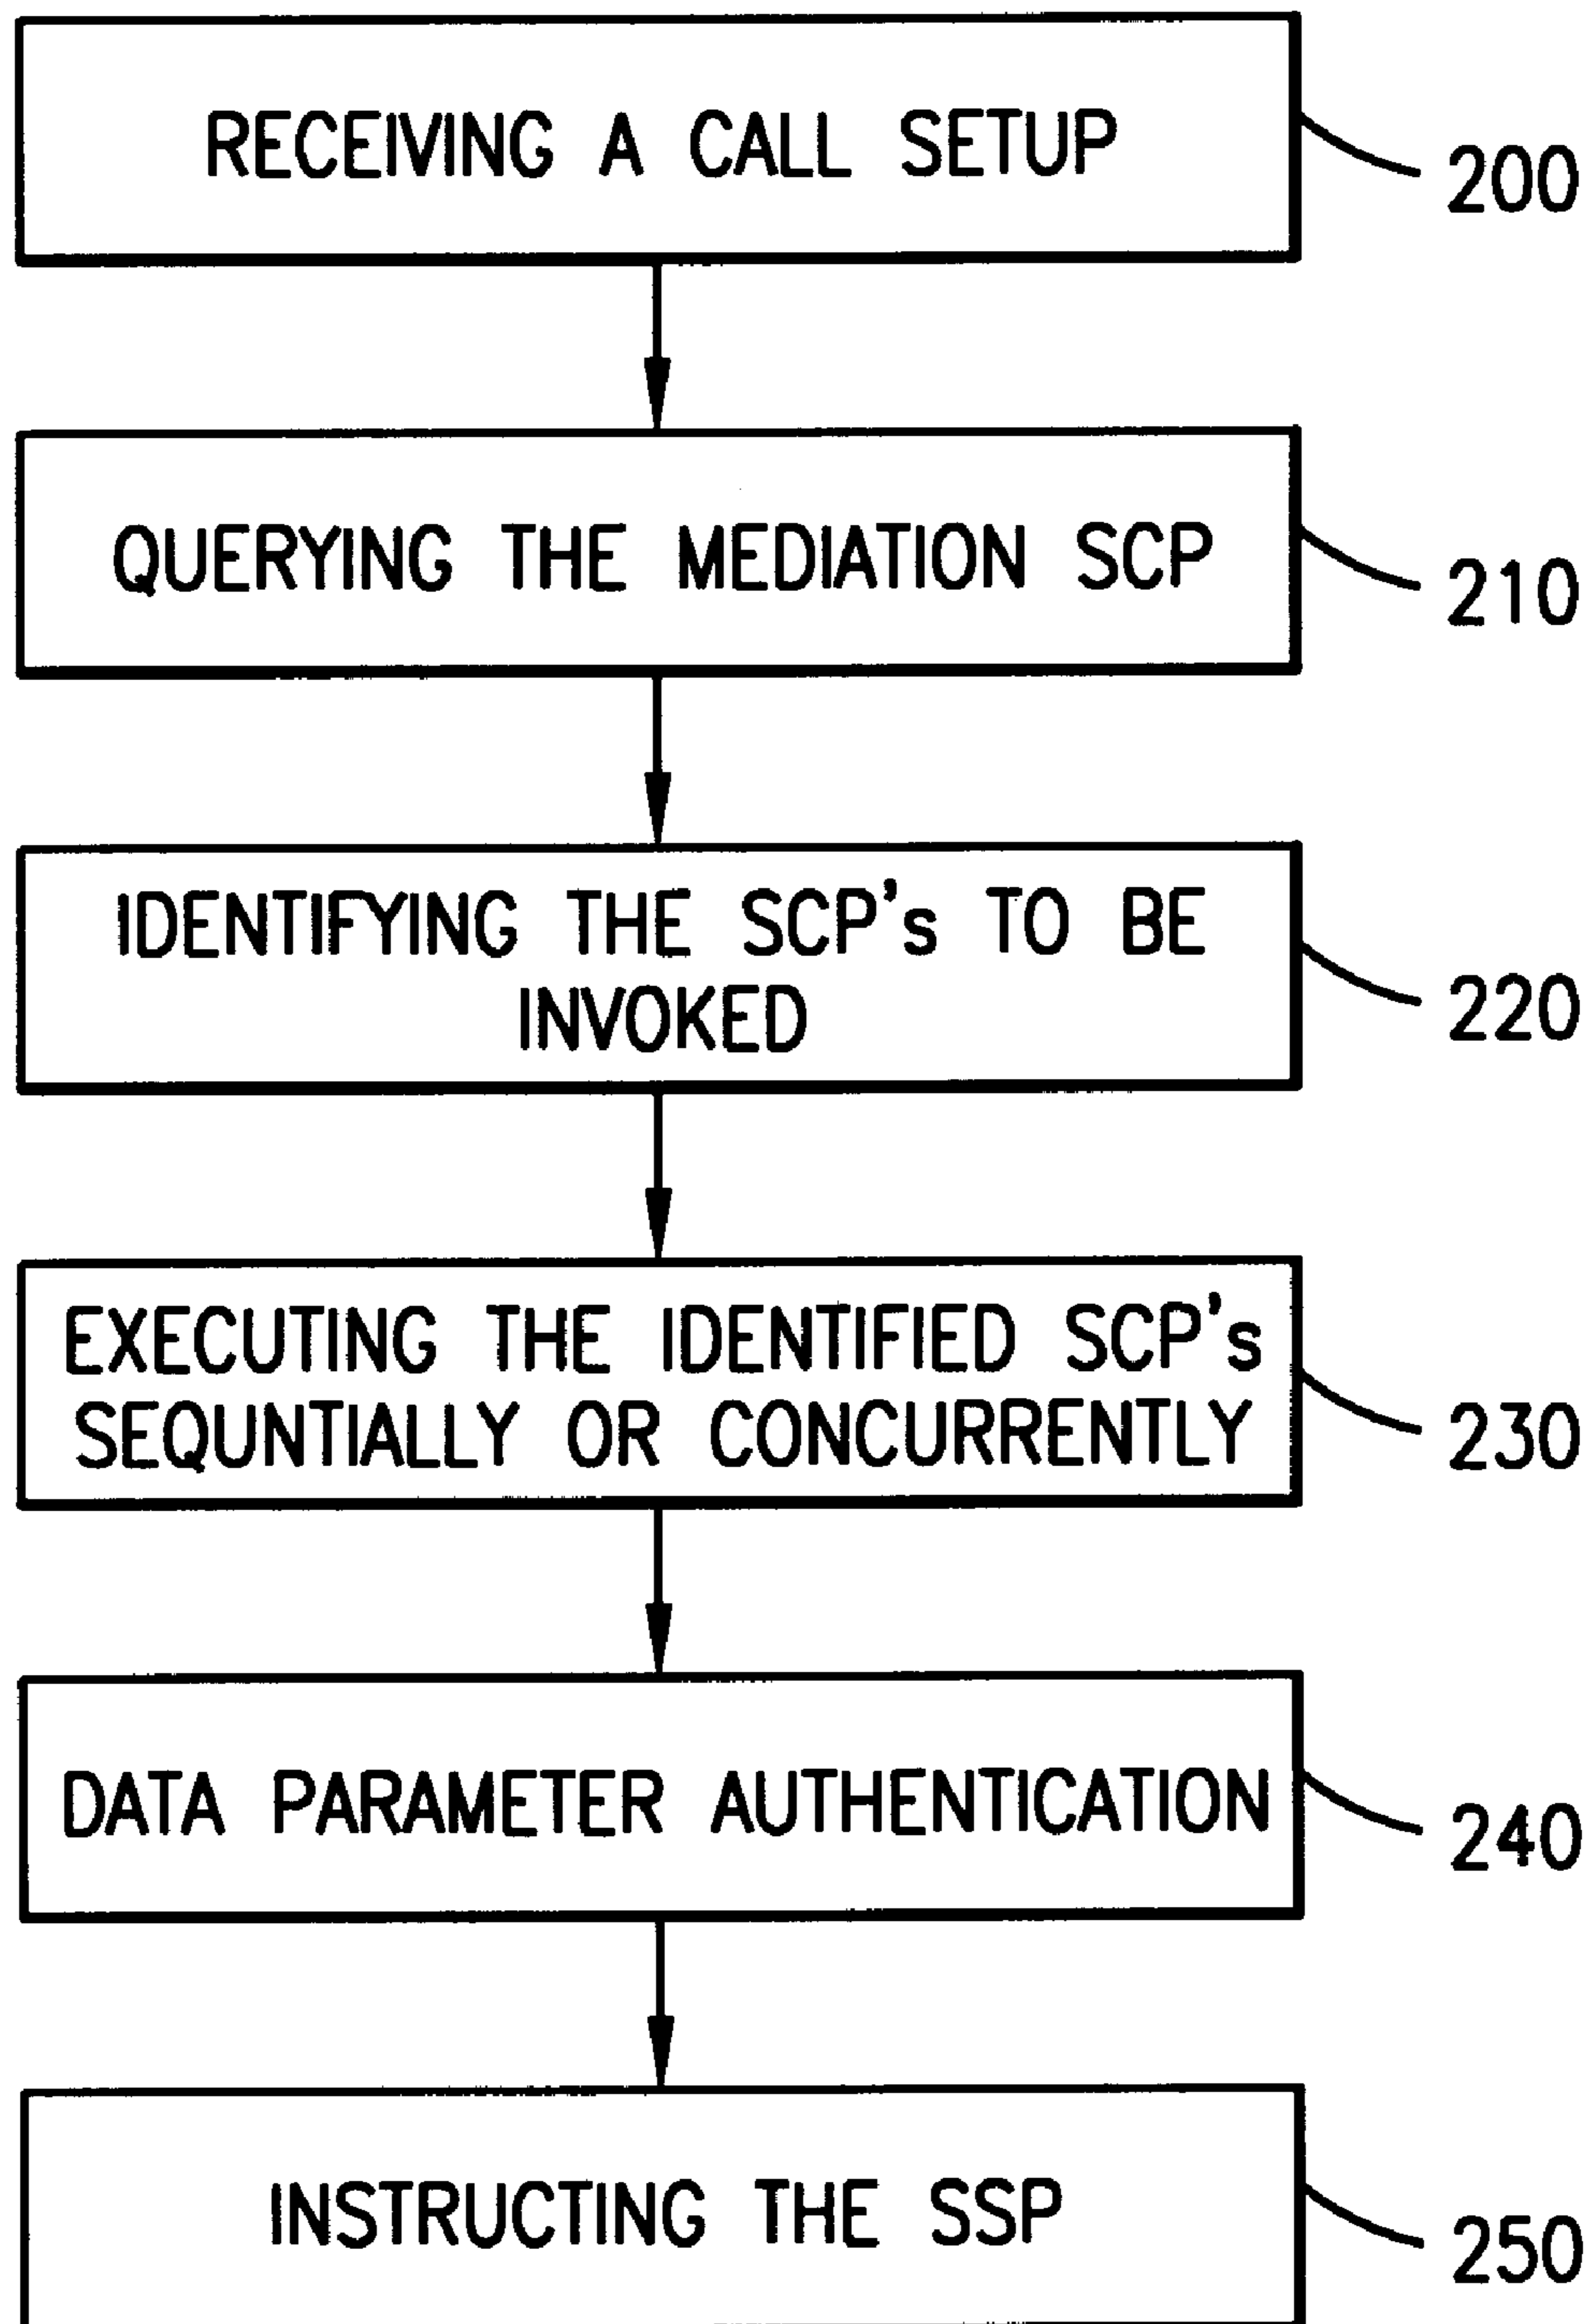 RECEIVING A CALL SETUP
200
QUERYING THE MEDIATION SCP
210
IDENTIFYING THE SCP's TO BE
INVOKED
220
EXECUTING THE IDENTIFIED SCP's
SEQUNTIALLY OR CONCURRENTLY
230
DATA PARAMETER AUTHENTICATION
240
INSTRUCTING THE SSP
250